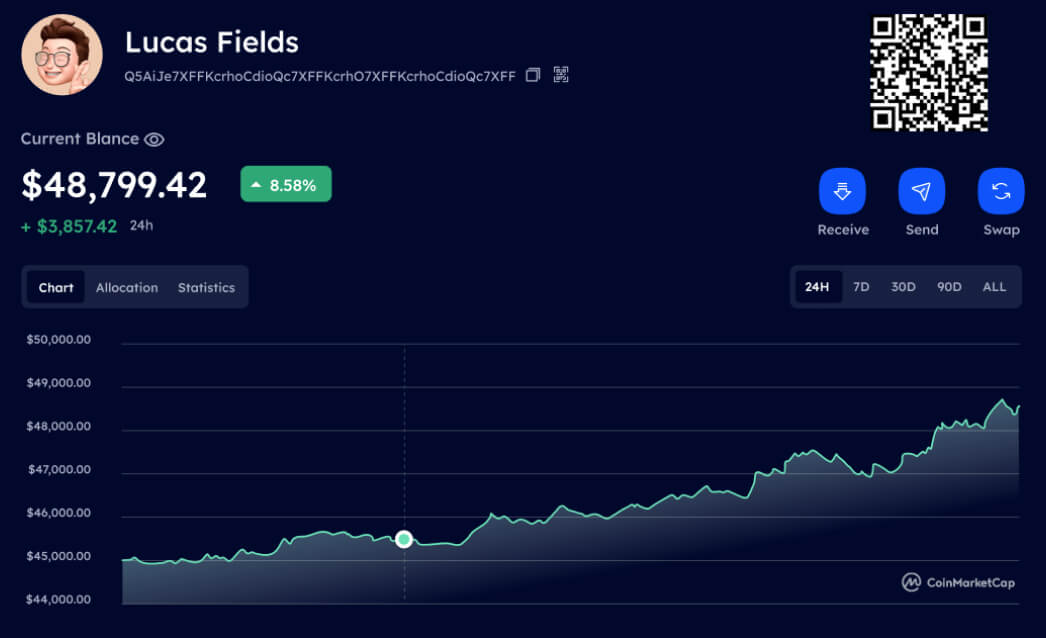 Lucas Fields
Q5AiJe7XFFKcrhoCdioQc7XFFKcrhO7XFFKcrhoCdioQc7XFF
Current Blance
$48,799.42
8.58%
+ $3,857.42 24h
Receive Send Swap
Chart Allocation Statistics
24H 7D 30D 90D ALL
$50,000.00
$49,000.00
$48,000.00
$47,000.00
$46,000.00
$45,000.00
$44,000.00
CoinMarketCap